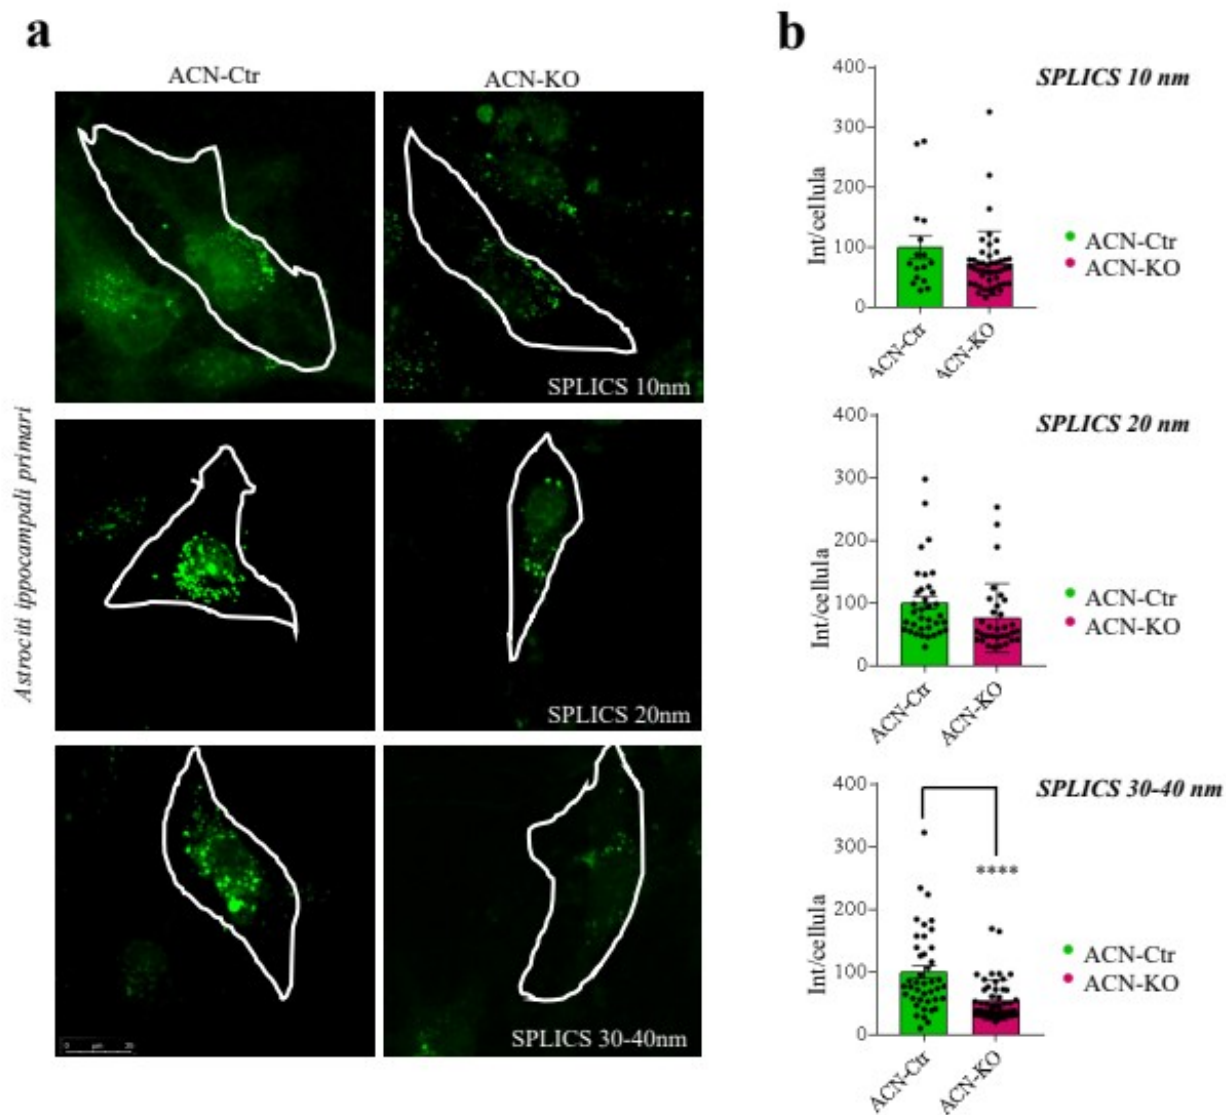 a
ACN-Ctr
ACN-KO
Astrociti ippocampali primari
SPLICS 10nm
SPLICS 20nm
SPLICS 30-40nm
0 µm 25
b
SPLICS 10 nm
Int/cellula
400
300
200
100
0
ACN-Ctr
ACN-KO
ACN-Ctr
ACN-KO
SPLICS 20 nm
Int/cellula
400
300
200
100
0
ACN-Ctr
ACN-KO
ACN-Ctr
ACN-KO
SPLICS 30-40 nm
Int/cellula
400
300
200
100
0
****
ACN-Ctr
ACN-KO
ACN-Ctr
ACN-KO